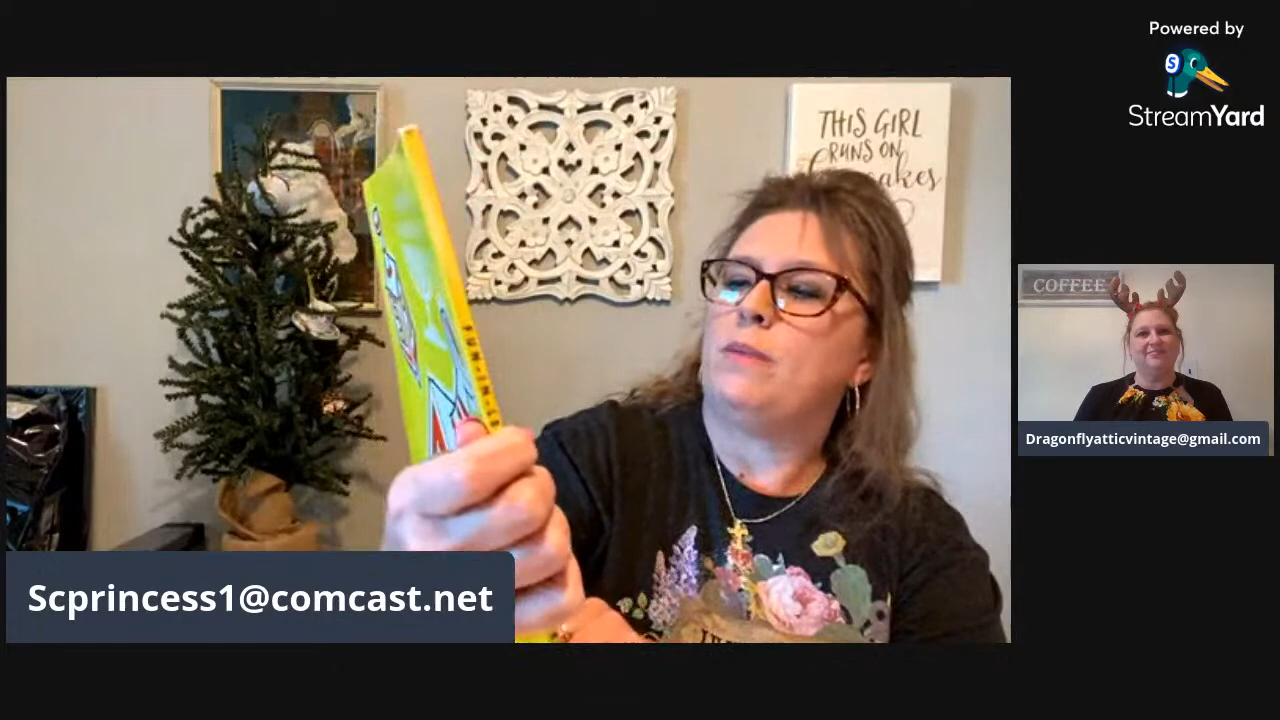 Powered by
StreamYard
THIS GIRL
RUNS ON
COFFEE
Dragonflyatticvintage@gmail.com
Scprincess1@comcast.net